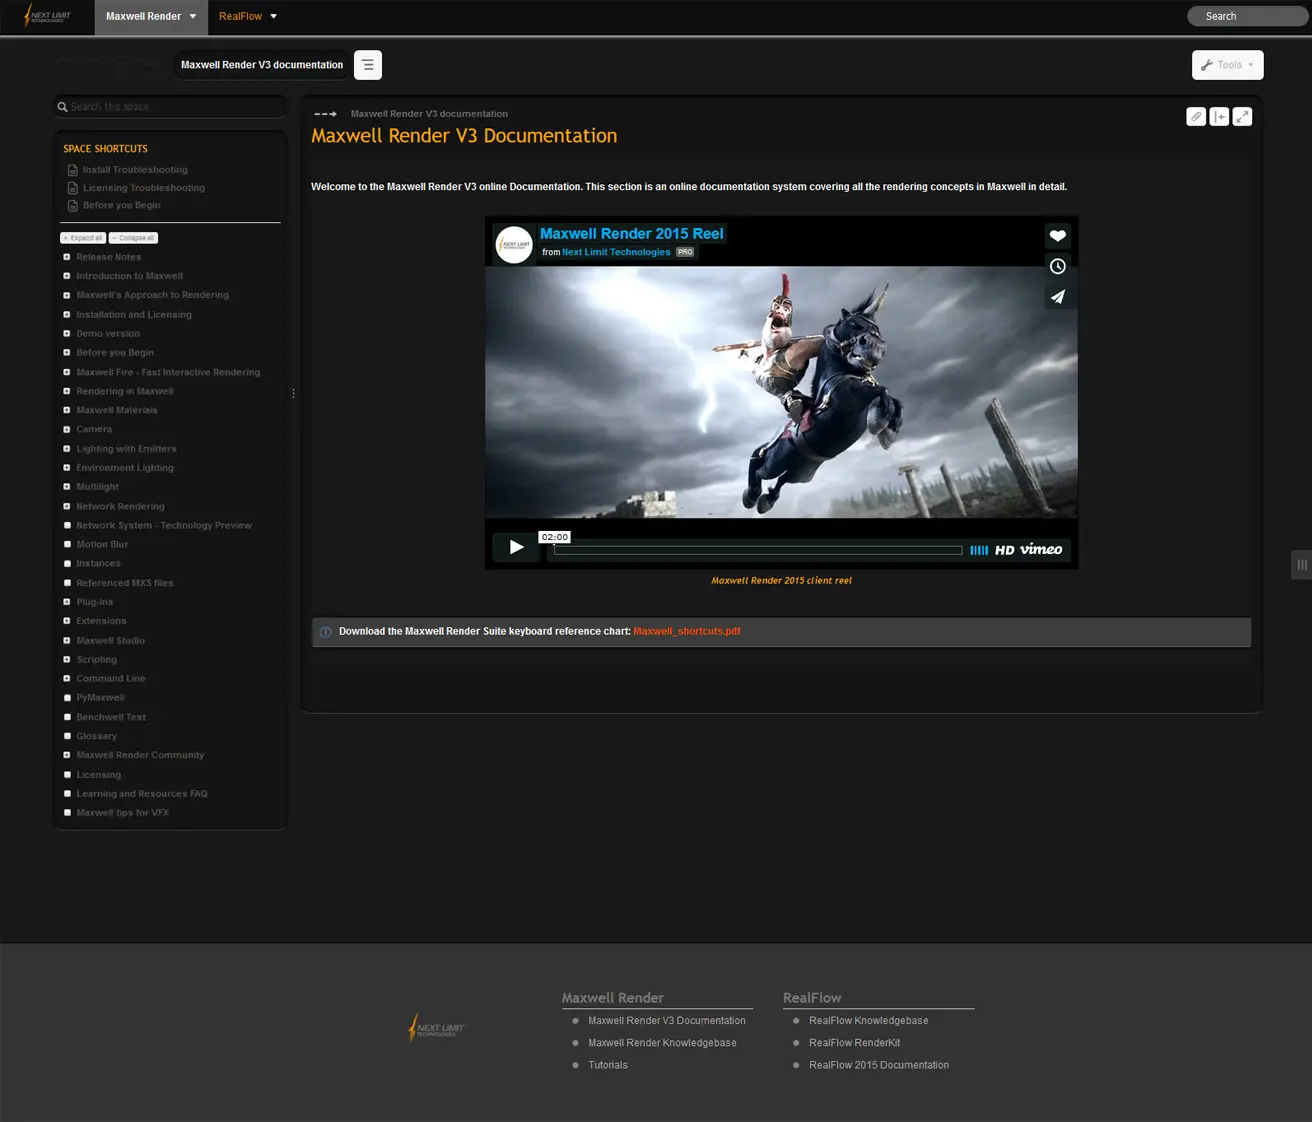 NEXT LIMIT
TECHNOLOGIES
Maxwell Render
RealFlow
Search
Maxwell Render V3 documentation
Tools
Search this space
SPACE SHORTCUTS
Install Troubleshooting
Licensing Troubleshooting
Before you Begin
+ Expand all
- Collapse all
Release Notes
Introduction to Maxwell
Maxwell's Approach to Rendering
Installation and Licensing
Demo version
Before you Begin
Maxwell Fire - Fast Interactive Rendering
Rendering in Maxwell
Maxwell Materials
Camera
Lighting with Emitters
Environment Lighting
Multilight
Network Rendering
Network System - Technology Preview
Motion Blur
Instances
Referenced MXS files
Plug-ins
Extensions
Maxwell Studio
Scripting
Command Line
PyMaxwell
Benchwell Test
Glossary
Maxwell Render Community
Licensing
Learning and Resources FAQ
Maxwell tips for VFX
Maxwell Render V3 documentation
Maxwell Render V3 Documentation
Welcome to the Maxwell Render V3 online Documentation. This section is an online documentation system covering all the rendering concepts in Maxwell in detail.
NEXT LIMIT
Maxwell Render 2015 Reel
from Next Limit Technologies PRO
02:00
HD vimeo
Maxwell Render 2015 client reel
Download the Maxwell Render Suite keyboard reference chart: Maxwell_shortcuts.pdf
NEXT LIMIT
TECHNOLOGIES
Maxwell Render
Maxwell Render V3 Documentation
Maxwell Render Knowledgebase
Tutorials
RealFlow
RealFlow Knowledgebase
RealFlow RenderKit
RealFlow 2015 Documentation